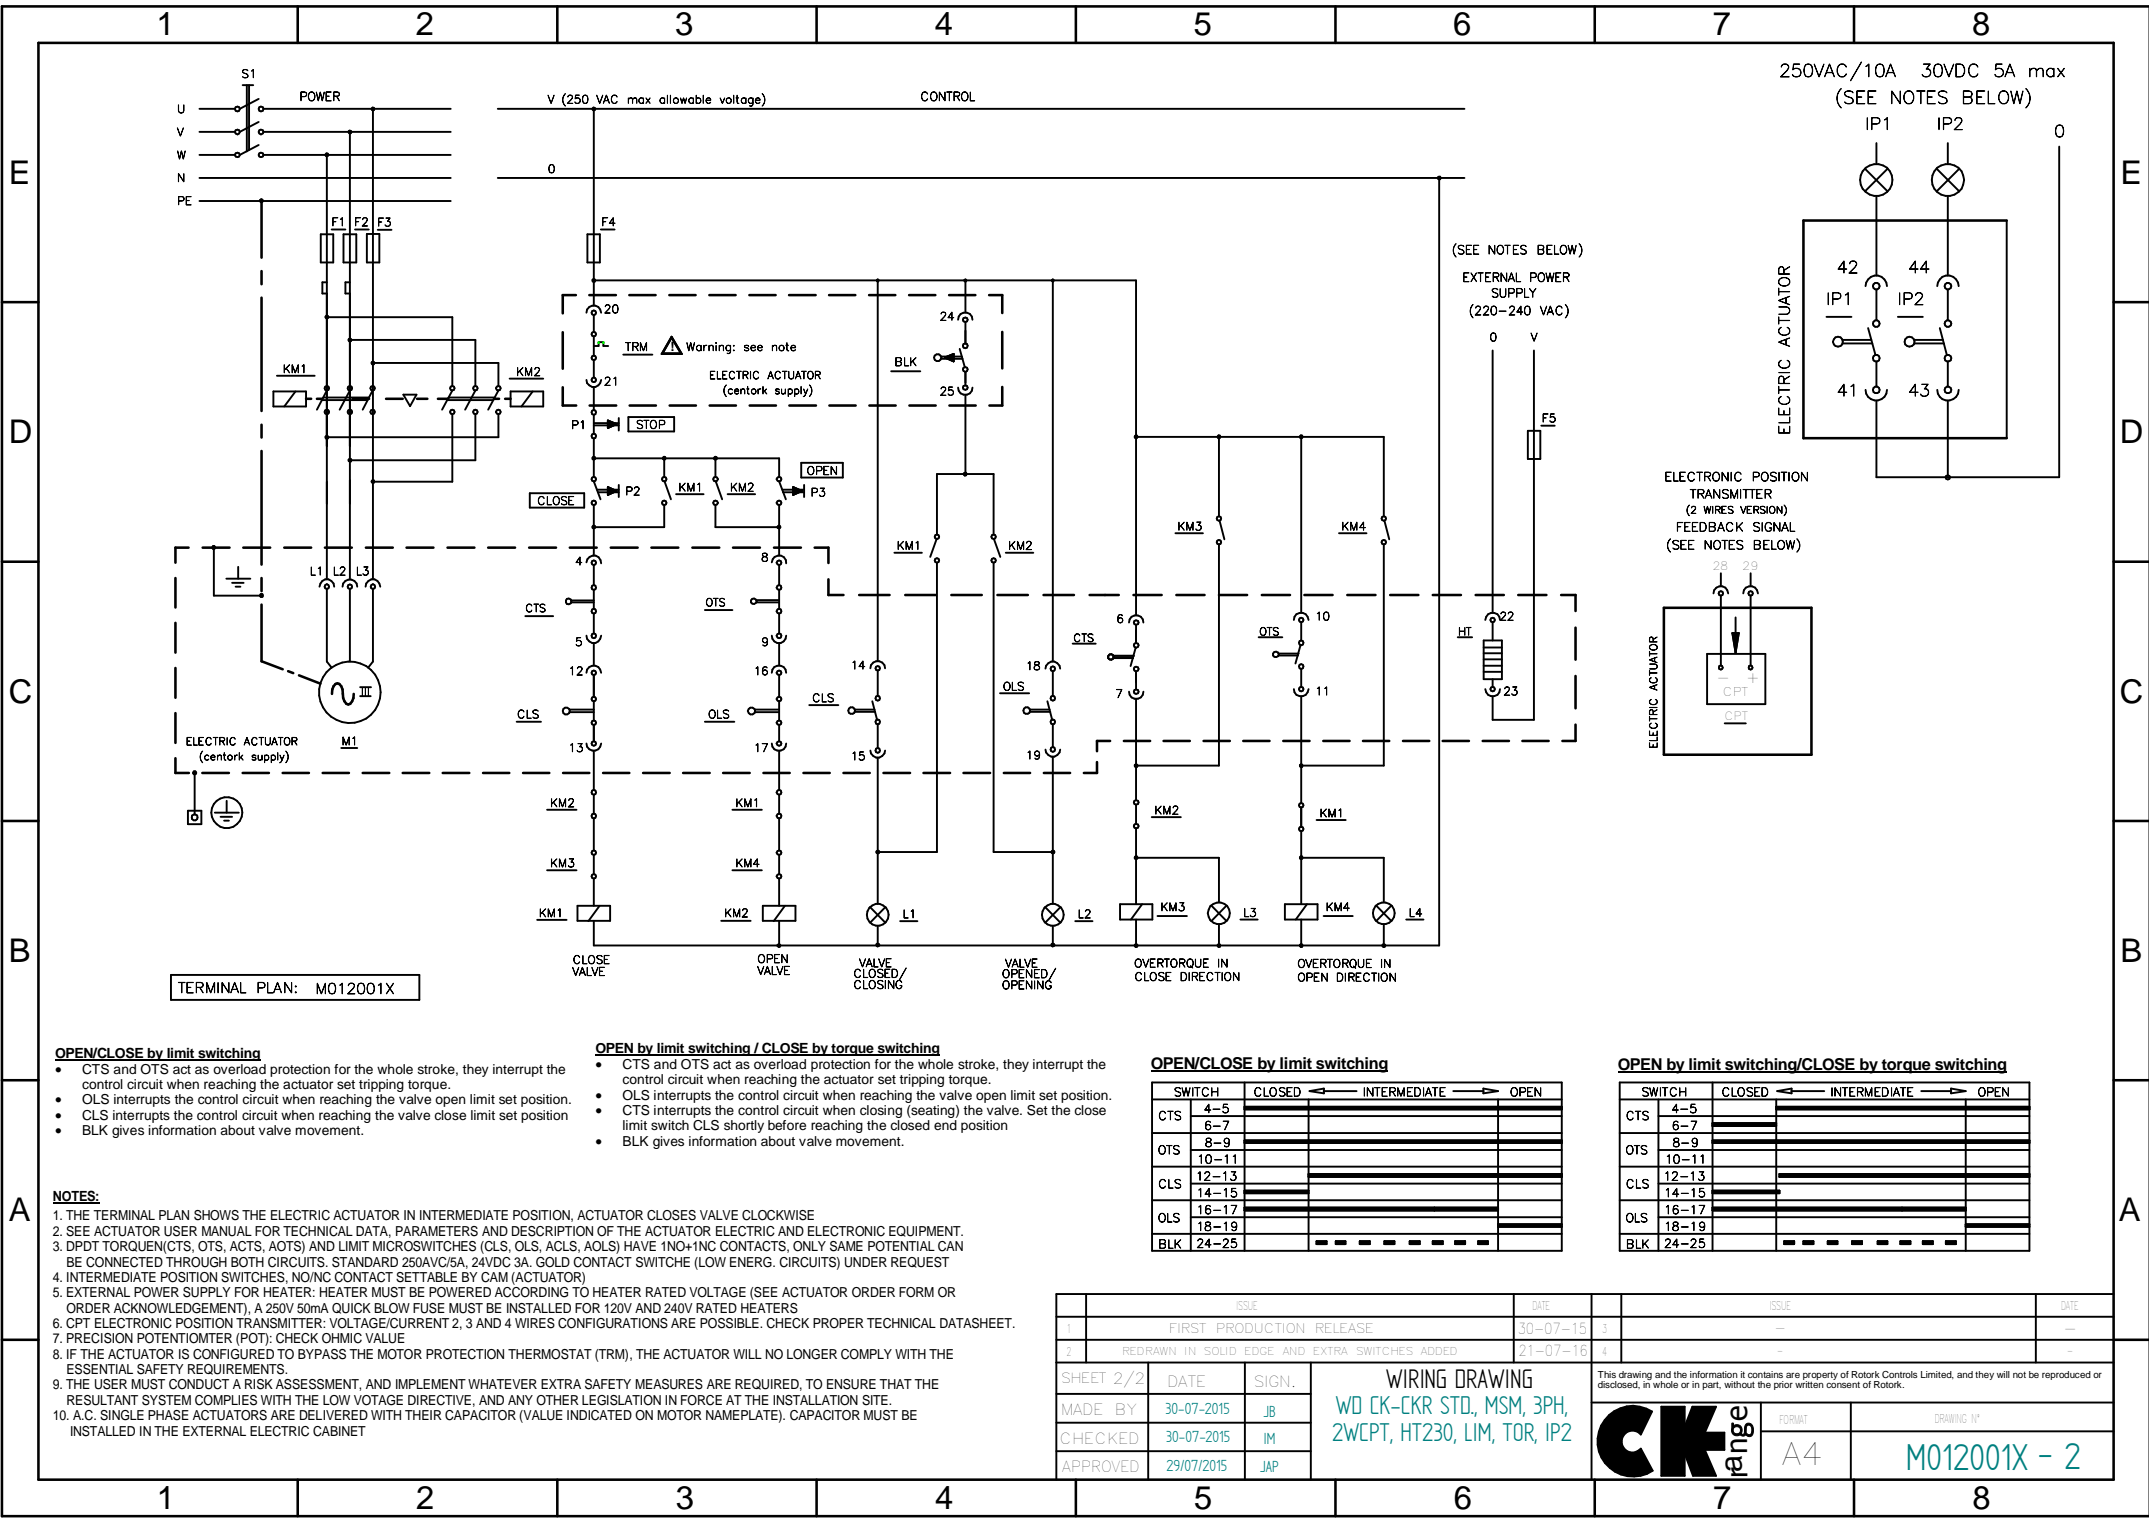 1 2 3 4 5 6 7 8
E
D
C
B
A
E
D
C
B
A
S1
POWER
V (250 VAC max allowable voltage)
CONTROL
U
V
W
N
PE
0
F1 F2 F3
F4
250VAC/10A 30VDC 5A max
(SEE NOTES BELOW)
IP1 IP2
0
42 44
IP1 IP2
41 43
ELECTRIC ACTUATOR
(SEE NOTES BELOW)
EXTERNAL POWER
SUPPLY
(220-240 VAC)
0 V
F5
20
TRM Warning: see note
21
ELECTRIC ACTUATOR
(centork supply)
24
BLK
25
KM1
KM2
P1 STOP
OPEN
CLOSE
P2 KM1 KM2 P3
KM1 KM2
KM3
KM4
ELECTRONIC POSITION
TRANSMITTER
(2 WIRES VERSION)
FEEDBACK SIGNAL
(SEE NOTES BELOW)
28 29
- +
CPT
CPT
ELECTRIC ACTUATOR
L1 L2 L3
4
CTS
5
12
CLS
13
8
OTS
9
16
OLS
17
14
CLS
15
18
OLS
19
6
CTS
7
10
OTS
11
22
HT
23
III
M1
ELECTRIC ACTUATOR
(centork supply)
KM2
KM1
KM2
KM1
KM3
KM4
KM1
KM2
L1
L2
KM3
L3
KM4
L4
CLOSE
VALVE
OPEN
VALVE
VALVE
CLOSED/
CLOSING
VALVE
OPENED/
OPENING
OVERTORQUE IN
CLOSE DIRECTION
OVERTORQUE IN
OPEN DIRECTION
TERMINAL PLAN: M012001X
OPEN/CLOSE by limit switching
• CTS and OTS act as overload protection for the whole stroke, they interrupt the
control circuit when reaching the actuator set tripping torque.
• OLS interrupts the control circuit when reaching the valve open limit set position.
• CLS interrupts the control circuit when reaching the valve close limit set position
• BLK gives information about valve movement.
OPEN by limit switching / CLOSE by torque switching
• CTS and OTS act as overload protection for the whole stroke, they interrupt the
control circuit when reaching the actuator set tripping torque.
• OLS interrupts the control circuit when reaching the valve open limit set position.
• CTS interrupts the control circuit when closing (seating) the valve. Set the close
limit switch CLS shortly before reaching the closed end position
• BLK gives information about valve movement.
OPEN/CLOSE by limit switching
SWITCH CLOSED INTERMEDIATE OPEN
CTS 4-5
6-7
OTS 8-9
10-11
CLS 12-13
14-15
OLS 16-17
18-19
BLK 24-25
OPEN by limit switching/CLOSE by torque switching
SWITCH CLOSED INTERMEDIATE OPEN
CTS 4-5
6-7
OTS 8-9
10-11
CLS 12-13
14-15
OLS 16-17
18-19
BLK 24-25
NOTES:
1. THE TERMINAL PLAN SHOWS THE ELECTRIC ACTUATOR IN INTERMEDIATE POSITION, ACTUATOR CLOSES VALVE CLOCKWISE
2. SEE ACTUATOR USER MANUAL FOR TECHNICAL DATA, PARAMETERS AND DESCRIPTION OF THE ACTUATOR ELECTRIC AND ELECTRONIC EQUIPMENT.
3. DPDT TORQUEN(CTS, OTS, ACTS, AOTS) AND LIMIT MICROSWITCHES (CLS, OLS, ACLS, AOLS) HAVE 1NO+1NC CONTACTS, ONLY SAME POTENTIAL CAN
BE CONNECTED THROUGH BOTH CIRCUITS. STANDARD 250AVC/5A, 24VDC 3A. GOLD CONTACT SWITCHE (LOW ENERG. CIRCUITS) UNDER REQUEST
4. INTERMEDIATE POSITION SWITCHES, NO/NC CONTACT SETTABLE BY CAM (ACTUATOR)
5. EXTERNAL POWER SUPPLY FOR HEATER: HEATER MUST BE POWERED ACCORDING TO HEATER RATED VOLTAGE (SEE ACTUATOR ORDER FORM OR
ORDER ACKNOWLEDGEMENT), A 250V 50mA QUICK BLOW FUSE MUST BE INSTALLED FOR 120V AND 240V RATED HEATERS
6. CPT ELECTRONIC POSITION TRANSMITTER: VOLTAGE/CURRENT 2, 3 AND 4 WIRES CONFIGURATIONS ARE POSSIBLE. CHECK PROPER TECHNICAL DATASHEET.
7. PRECISION POTENTIOMTER (POT): CHECK OHMIC VALUE
8. IF THE ACTUATOR IS CONFIGURED TO BYPASS THE MOTOR PROTECTION THERMOSTAT (TRM), THE ACTUATOR WILL NO LONGER COMPLY WITH THE
ESSENTIAL SAFETY REQUIREMENTS.
9. THE USER MUST CONDUCT A RISK ASSESSMENT, AND IMPLEMENT WHATEVER EXTRA SAFETY MEASURES ARE REQUIRED, TO ENSURE THAT THE
RESULTANT SYSTEM COMPLIES WITH THE LOW VOTAGE DIRECTIVE, AND ANY OTHER LEGISLATION IN FORCE AT THE INSTALLATION SITE.
10. A.C. SINGLE PHASE ACTUATORS ARE DELIVERED WITH THEIR CAPACITOR (VALUE INDICATED ON MOTOR NAMEPLATE). CAPACITOR MUST BE
INSTALLED IN THE EXTERNAL ELECTRIC CABINET
ISSUE DATE ISSUE DATE
1 FIRST PRODUCTION RELEASE 30-07-15 3 - -
2 REDRAWN IN SOLID EDGE AND EXTRA SWITCHES ADDED 21-07-16 4 - -
SHEET 2/2 DATE SIGN.
MADE BY 30-07-2015 JB
CHECKED 30-07-2015 IM
APPROVED 29/07/2015 JAP
WIRING DRAWING
WD CK-CKR STD., MSM, 3PH,
2WCPT, HT230, LIM, TOR, IP2
This drawing and the information it contains are property of Rotork Controls Limited, and they will not be reproduced or
disclosed, in whole or in part, without the prior written consent of Rotork.
CK range
FORMAT
A4
DRAWING Nº
M012001X - 2
1 2 3 4 5 6 7 8